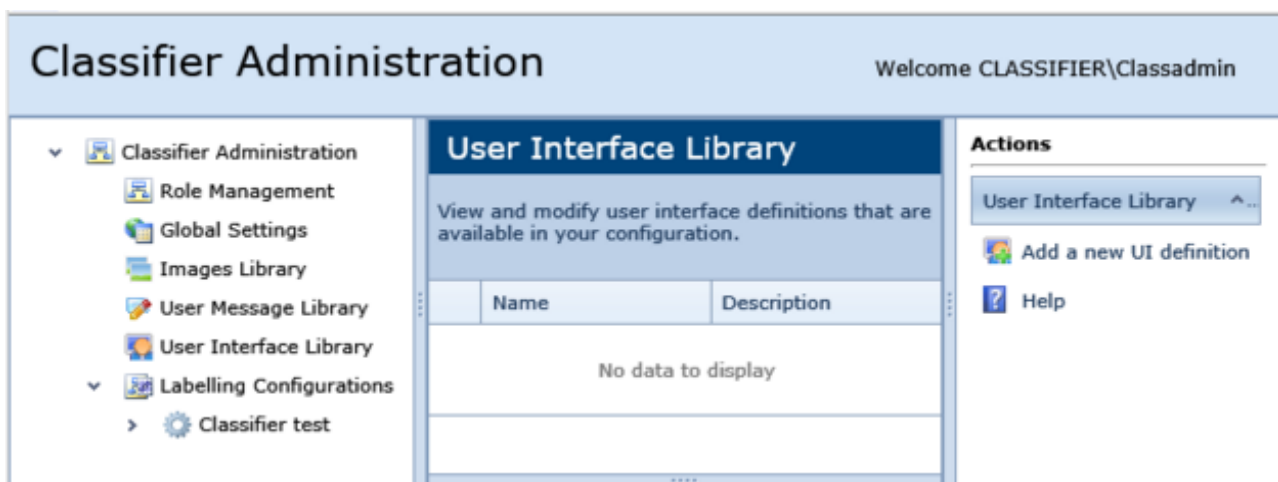 Classifier Administration
Welcome CLASSIFIER\Classadmin
Classifier Administration
Role Management
Global Settings
Images Library
User Message Library
User Interface Library
Labelling Configurations
Classifier test
User Interface Library
View and modify user interface definitions that are
available in your configuration.
Name Description
No data to display
Actions
User Interface Library
Add a new UI definition
Help